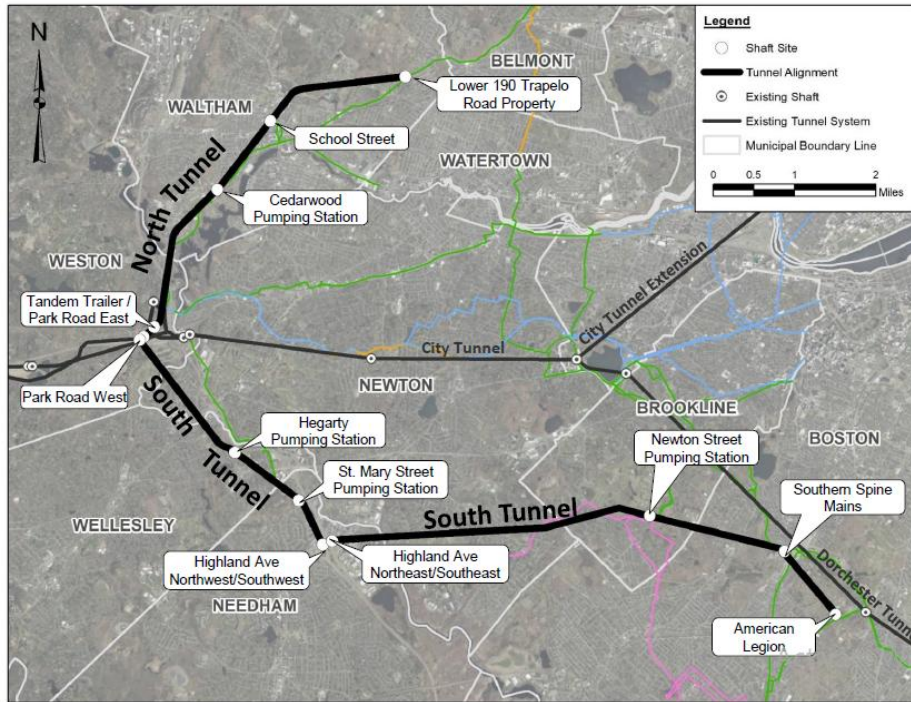 N
BELMONT
Lower 190 Trapelo
Road Property
WALTHAM
School Street
WATERTOWN
Cedarwood
Pumping Station
North Tunnel
WESTON
Tandem Trailer /
Park Road East
City Tunnel Extension
City Tunnel
NEWTON
Park Road West
South
Tunnel
BROOKLINE
Hegarty
Pumping Station
Newton Street
Pumping Station
BOSTON
St. Mary Street
Pumping Station
South Tunnel
Southern Spine
Mains
WELLESLEY
Highland Ave
Northwest/Southwest
Highland Ave
Northeast/Southeast
NEEDHAM
Dorchester Tunnel
American
Legion
Legend
Shaft Site
Tunnel Alignment
Existing Shaft
Existing Tunnel System
Municipal Boundary Line
0 0.5 1 2
Miles